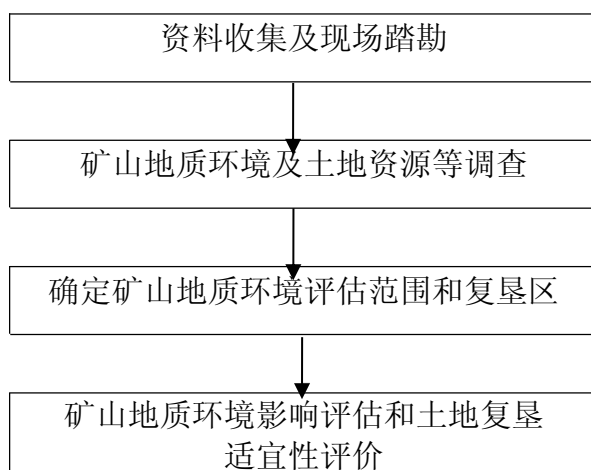 资料收集及现场踏勘
矿山地质环境及土地资源等调查
确定矿山地质环境评估范围和复垦区
矿山地质环境影响评估和土地复垦
适宜性评价